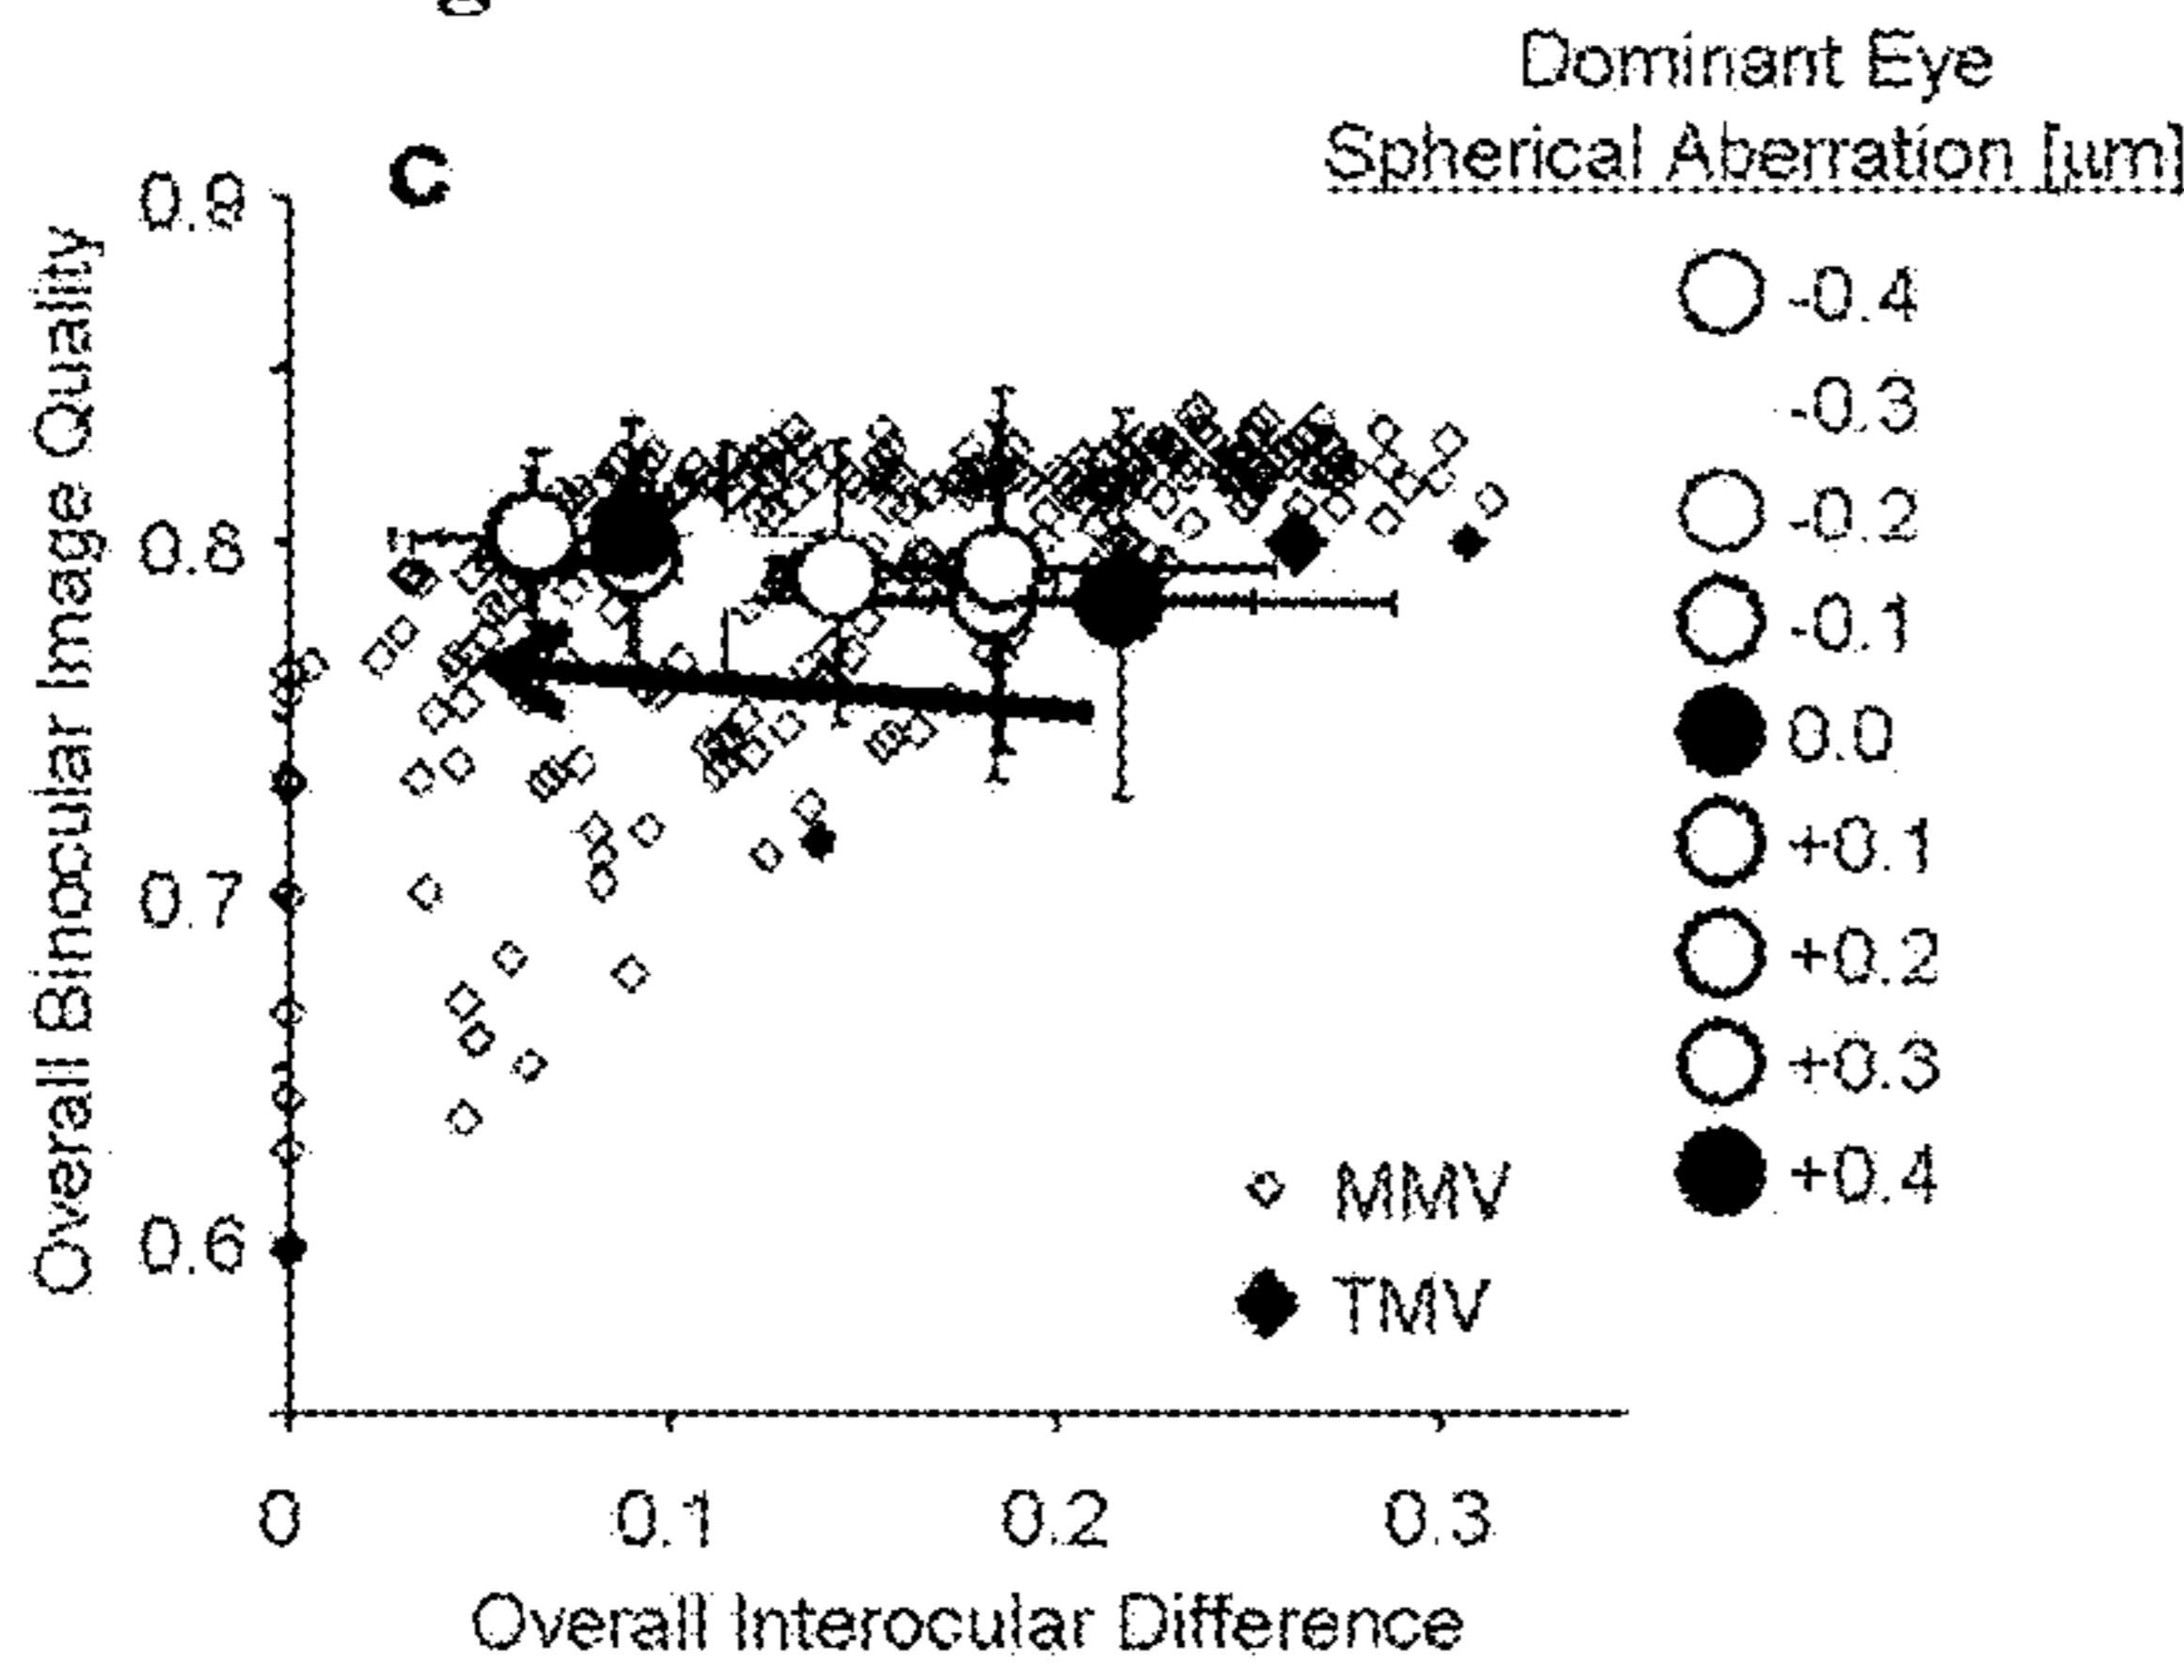 Dominant Eye
Spherical Aberration [µm]
c
Overall Binocular Image Quality
0.9
0.8
0.7
0.6
0
0.1
0.2
0.3
Overall Interocular Difference
-0.4
-0.3
-0.2
-0.1
0.0
+0.1
+0.2
+0.3
+0.4
MMV
TMV